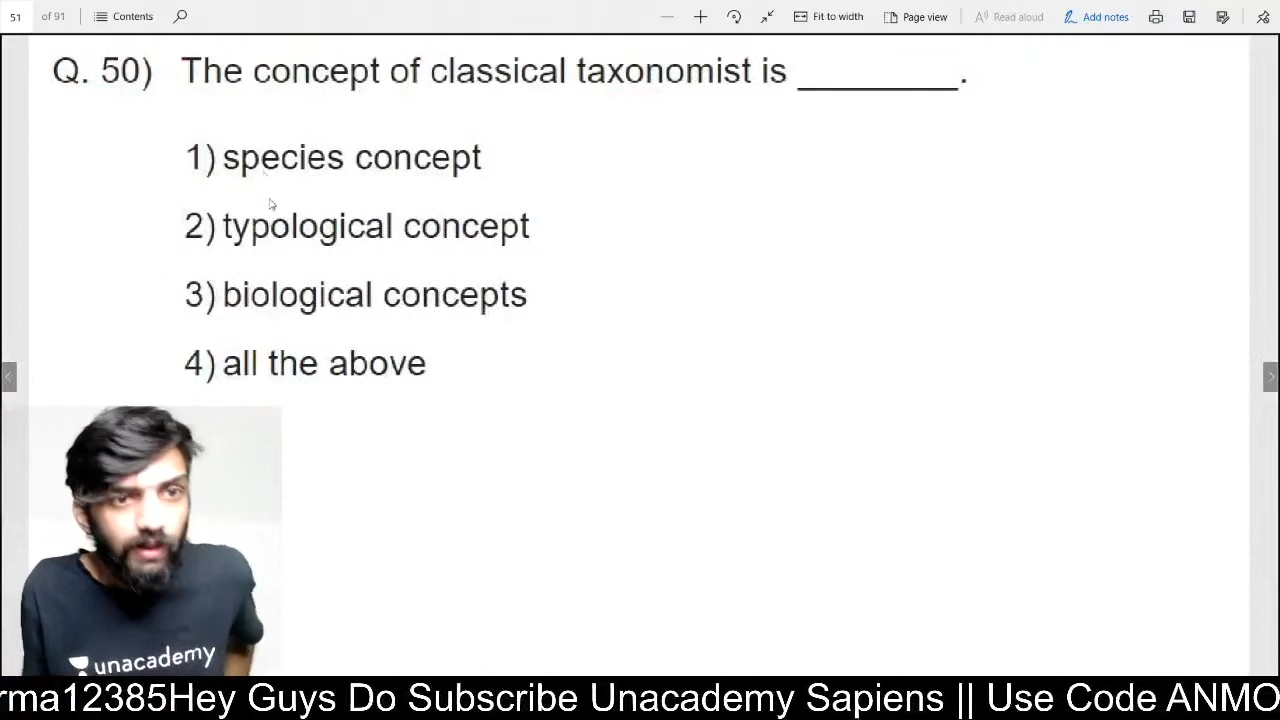 51 of 91 Contents Fit to width Page view Read aloud Add notes
Q. 50) The concept of classical taxonomist is _________.
1) species concept
2) typological concept
3) biological concepts
4) all the above
unacademy
rma12385Hey Guys Do Subscribe Unacademy Sapiens || Use Code ANMO